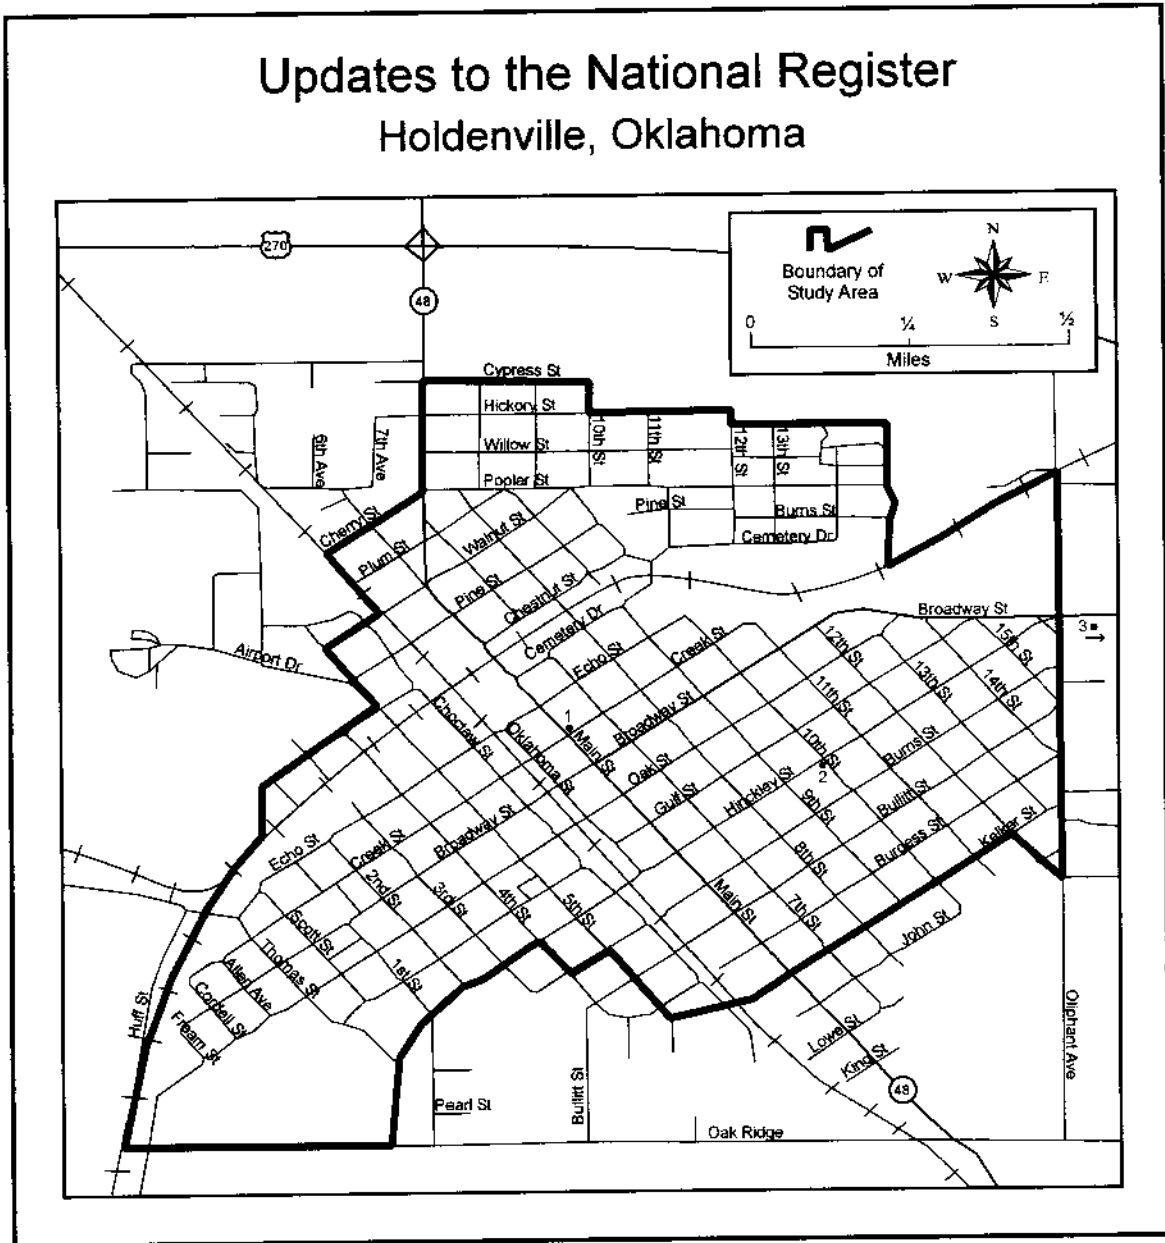 Updates to the National Register
Holdenville, Oklahoma
270
48
Boundary of
Study Area
N
W
E
S
0
¼
½
Miles
Cypress St
Hickory St
Willow St
Poplar St
6th Ave
7th Ave
10th St
11th St
12th St
13th St
Pine St
Burns St
Cemetery Dr
Cherry St
Plum St
Walnut St
Pine St
Chestnut St
Cemetery Dr
Broadway St
3
Airport Dr
Echo St
Creek St
12th St
15th St
13th St
14th St
11th St
Choctaw St
Oklahoma St
1
Main St
Broadway St
Oak St
Gulf St
Hinckley St
10th St
2
9th St
Burns St
Bullitt St
Burgess St
Kelker St
Echo St
Creek St
Broadway St
2nd St
3rd St
4th St
5th St
Main St
7th St
8th St
John St
Scott St
Thomas St
Allen Ave
Cordell St
Fream St
1st St
Huff St
Lowe St
King St
48
Oliphant Ave
Pearl St
Bullitt St
Oak Ridge